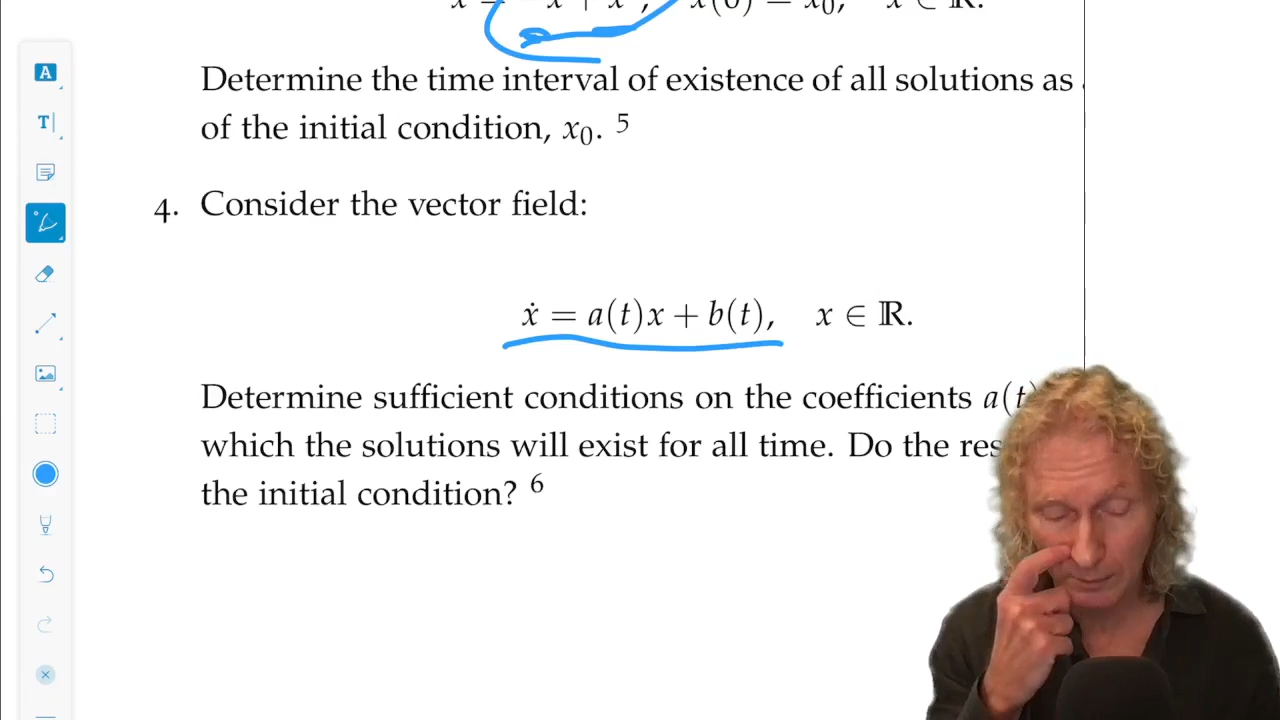 = x(0) = x₀, x ∈ ℝ.
Determine the time interval of existence of all solutions as
of the initial condition, x₀. 5
4. Consider the vector field:
ẋ = a(t)x + b(t), x ∈ ℝ.
Determine sufficient conditions on the coefficients a(t)
which the solutions will exist for all time. Do the res
the initial condition? 6
A
T